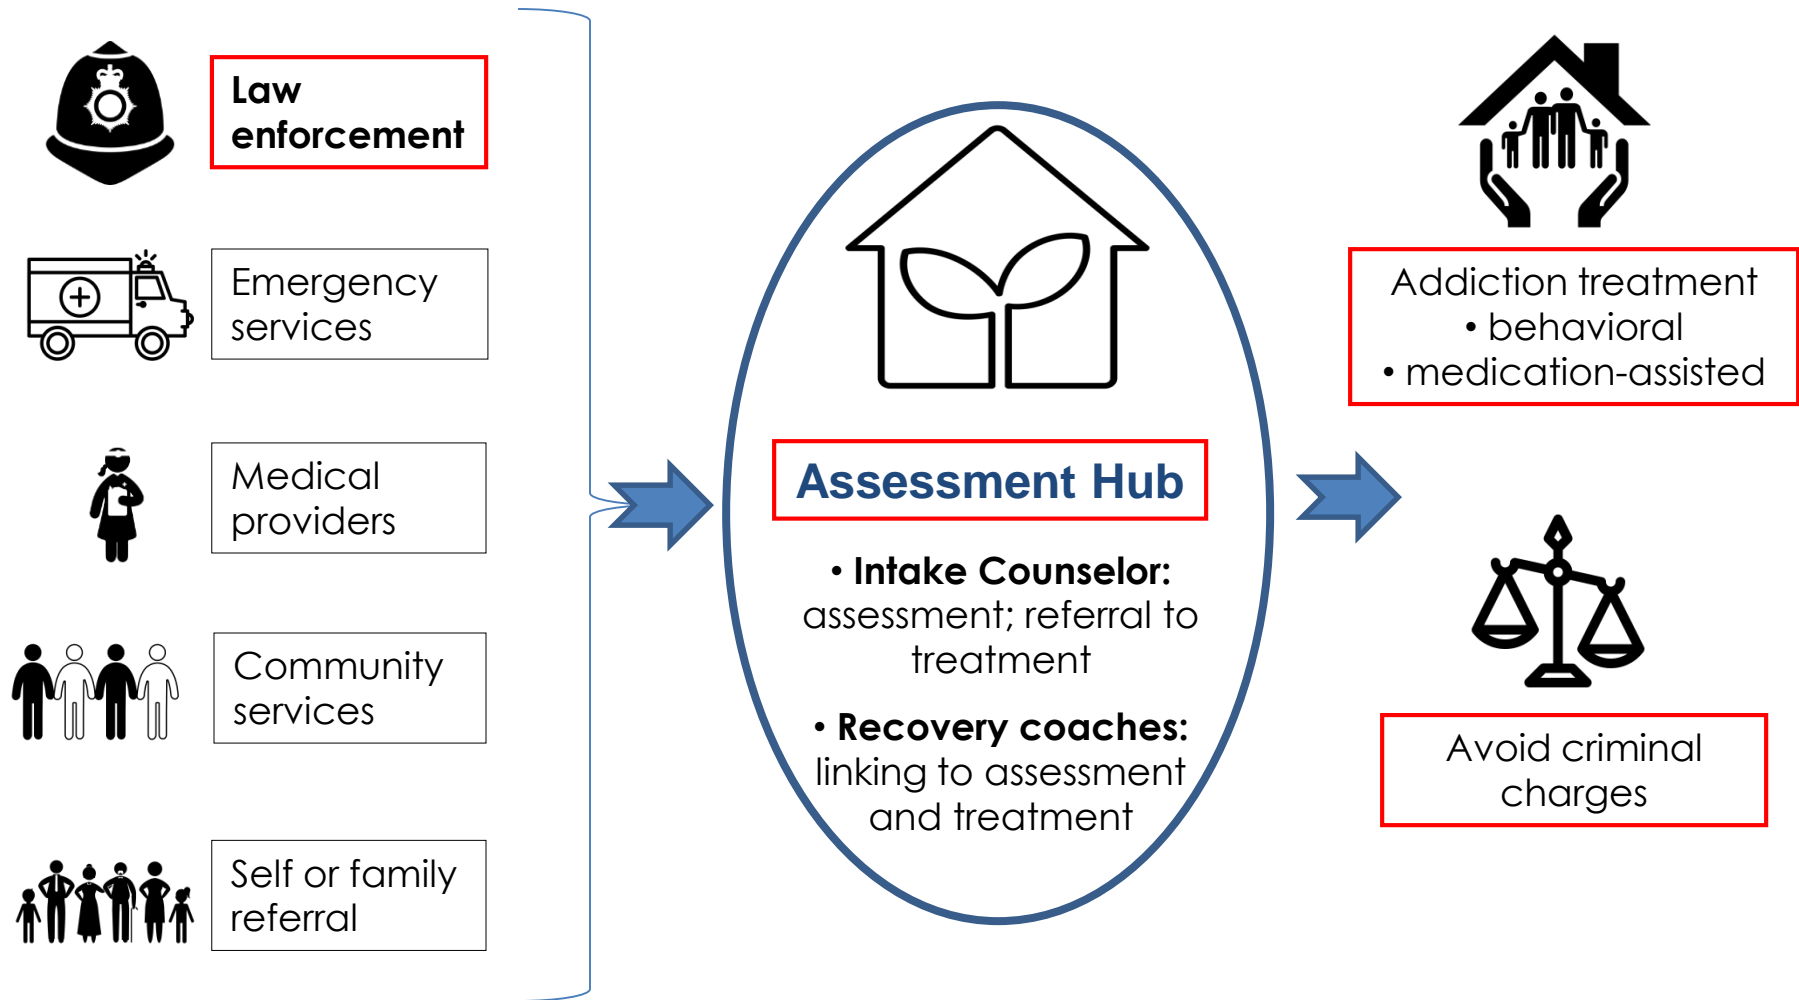 Law
enforcement
Emergency
services
Medical
providers
Community
services
Self or family
referral
Assessment Hub
• Intake Counselor:
assessment; referral to
treatment
• Recovery coaches:
linking to assessment
and treatment
Addiction treatment
• behavioral
• medication-assisted
Avoid criminal
charges